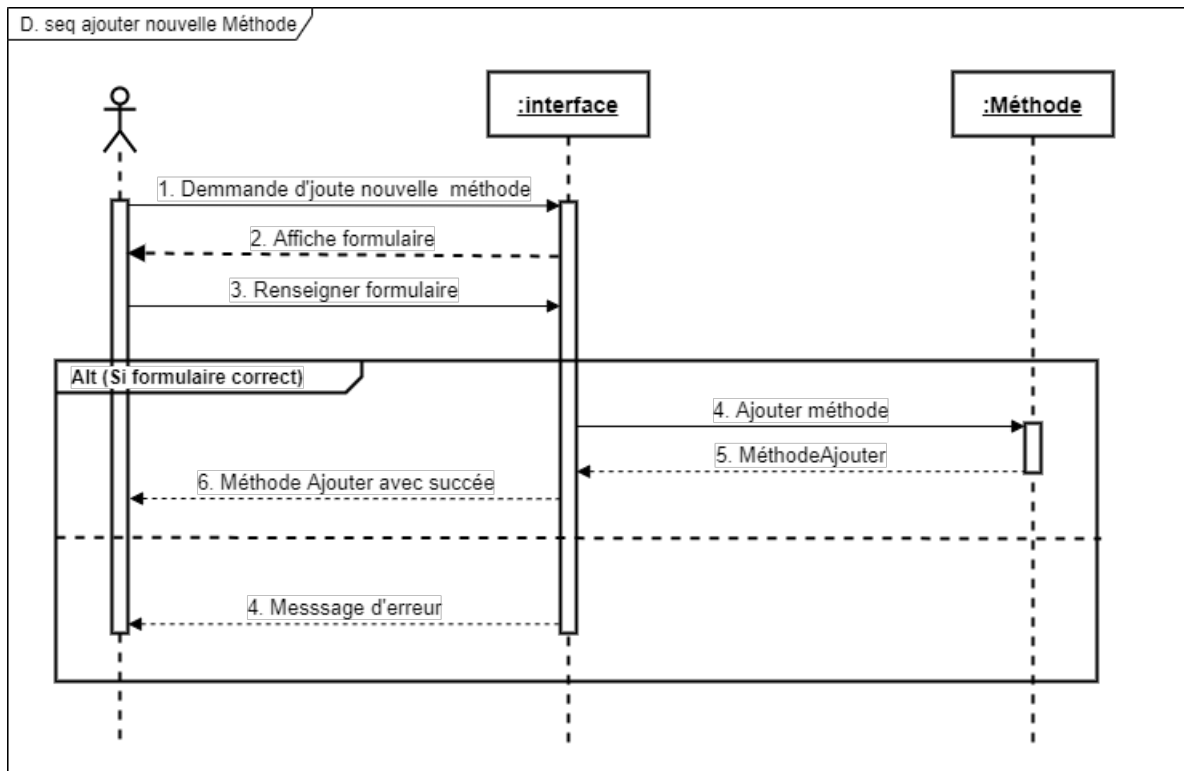 D. seq ajouter nouvelle Méthode
:interface
:Méthode
1. Demmande d'joute nouvelle  méthode
2. Affiche formulaire
3. Renseigner formulaire
Alt (Si formulaire correct)
4. Ajouter méthode
5. MéthodeAjouter
6. Méthode Ajouter avec succée
4. Messsage d'erreur